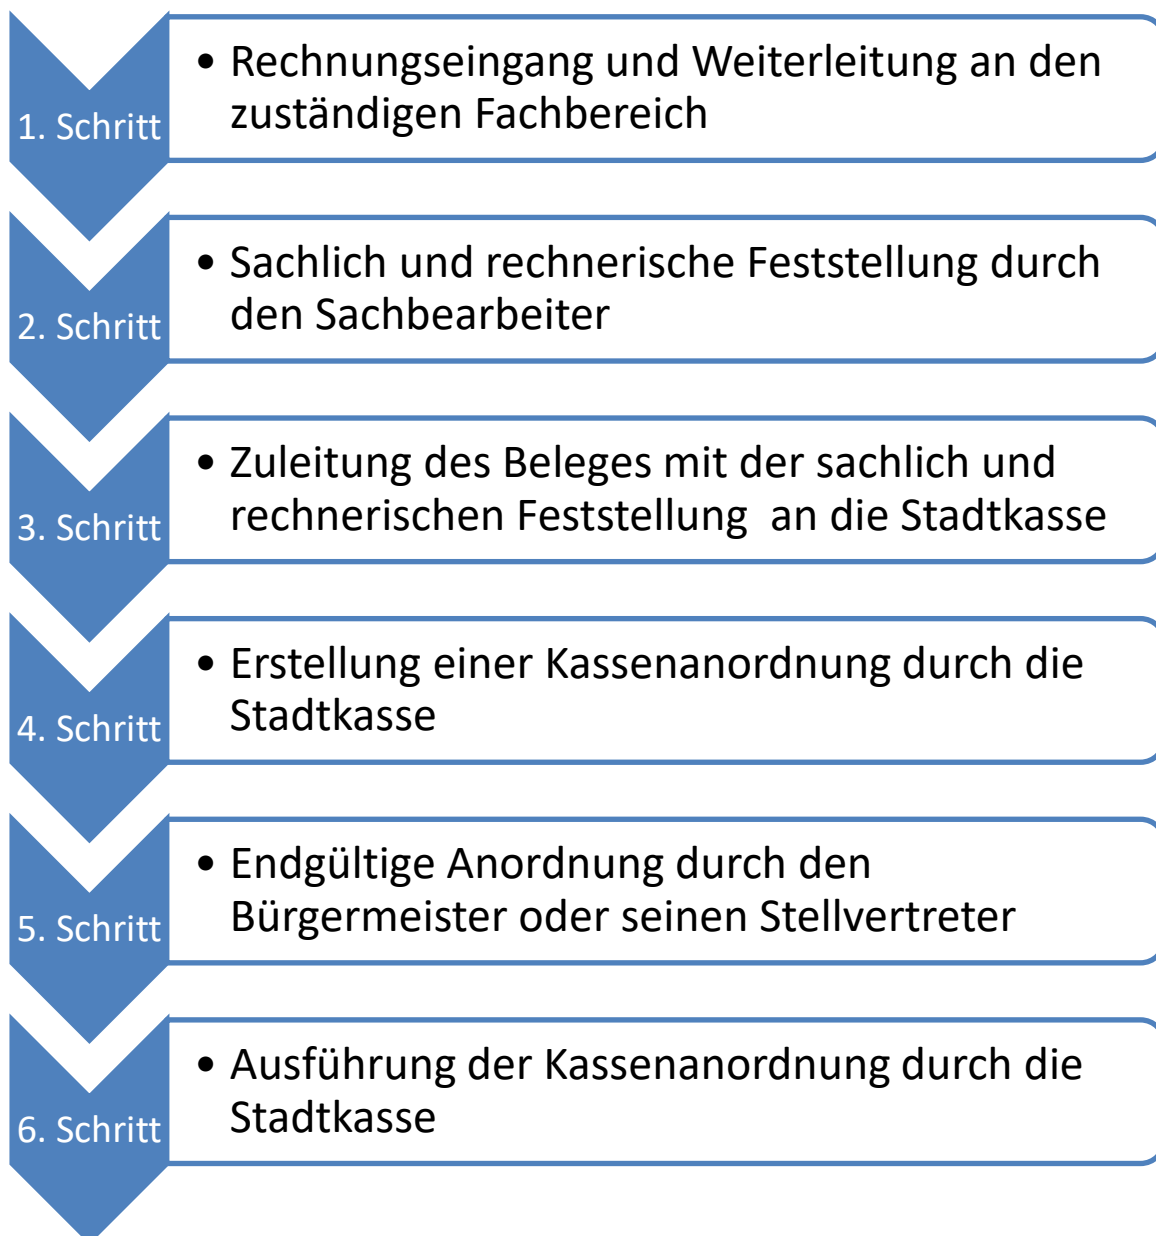 1. Schritt
• Rechnungseingang und Weiterleitung an den
zuständigen Fachbereich
2. Schritt
• Sachlich und rechnerische Feststellung durch
den Sachbearbeiter
3. Schritt
• Zuleitung des Beleges mit der sachlich und
rechnerischen Feststellung  an die Stadtkasse
4. Schritt
• Erstellung einer Kassenanordnung durch die
Stadtkasse
5. Schritt
• Endgültige Anordnung durch den
Bürgermeister oder seinen Stellvertreter
6. Schritt
• Ausführung der Kassenanordnung durch die
Stadtkasse